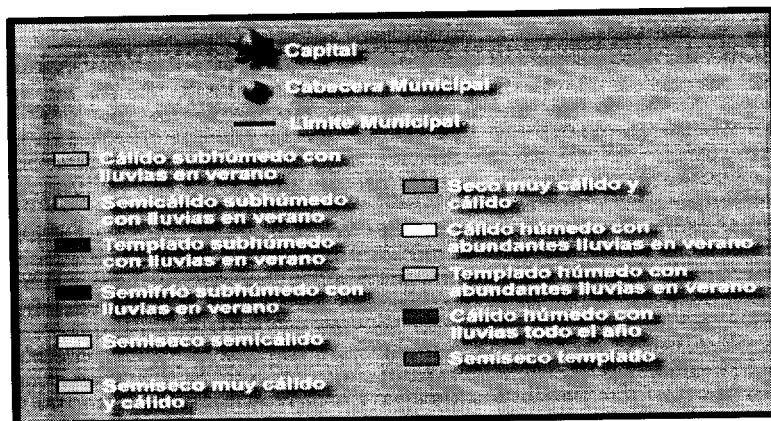 Capital
Cabecera Municipal
Límite Municipal
Cálido subhúmedo con
lluvias en verano
Semicálido subhúmedo
con lluvias en verano
Templado subhúmedo
con lluvias en verano
Semifrío subhúmedo con
lluvias en verano
Semiseco semicálido
Semiseco muy cálido
y cálido
Seco muy cálido y
cálido
Cálido húmedo con
abundantes lluvias en verano
Templado húmedo con
abundantes lluvias en verano
Cálido húmedo con
lluvias todo el año
Semiseco templado